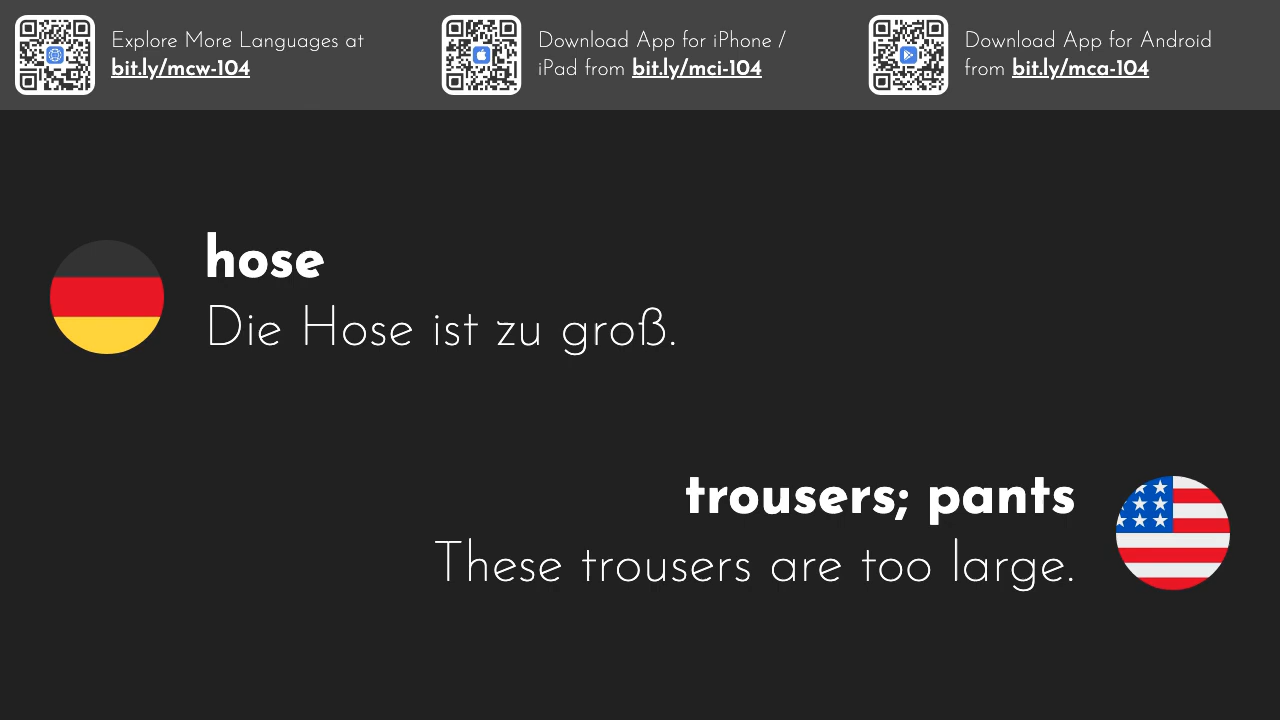 Explore More Languages at
bit.ly/mcw-104
Download App for iPhone /
iPad from bit.ly/mci-104
Download App for Android
from bit.ly/mca-104
hose
Die Hose ist zu groß.
trousers; pants
These trousers are too large.